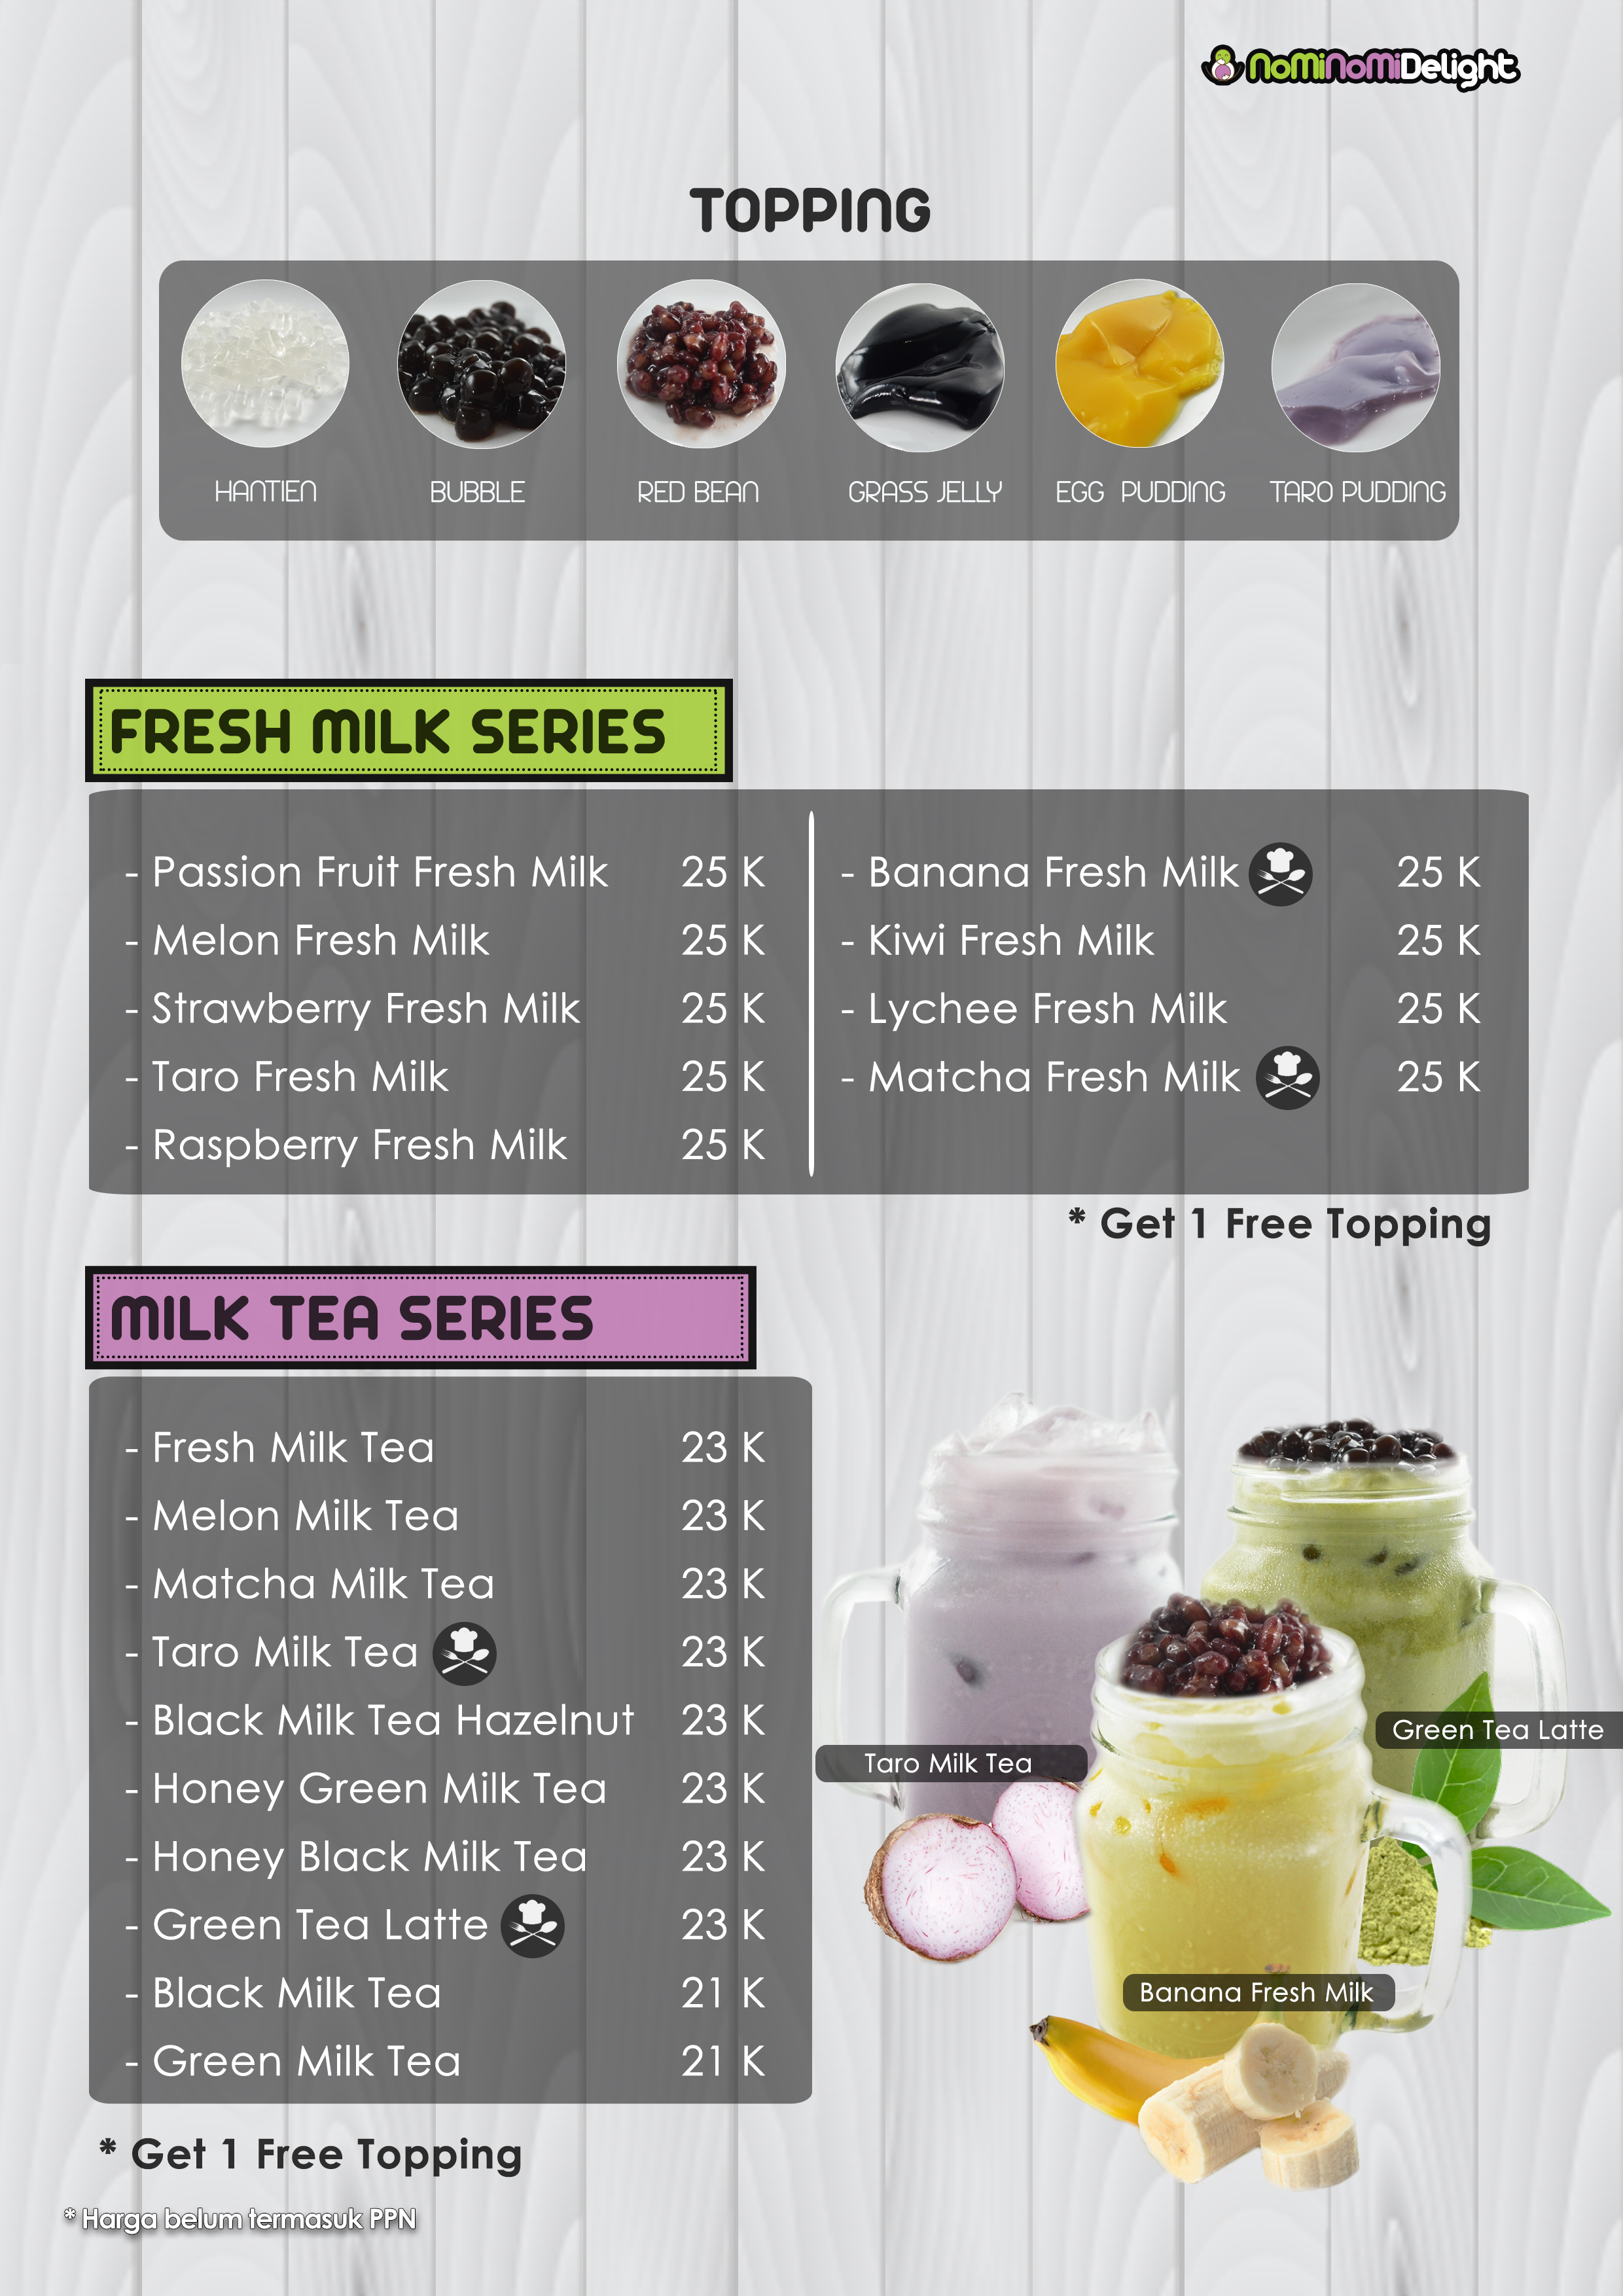 NomiNomiDelight
TOPPING
HANTIEN
BUBBLE
RED BEAN
GRASS JELLY
EGG PUDDING
TARO PUDDING
FRESH MILK SERIES
- Passion Fruit Fresh Milk 25 K
- Melon Fresh Milk 25 K
- Strawberry Fresh Milk 25 K
- Taro Fresh Milk 25 K
- Raspberry Fresh Milk 25 K
- Banana Fresh Milk 25 K
- Kiwi Fresh Milk 25 K
- Lychee Fresh Milk 25 K
- Matcha Fresh Milk 25 K
* Get 1 Free Topping
MILK TEA SERIES
- Fresh Milk Tea 23 K
- Melon Milk Tea 23 K
- Matcha Milk Tea 23 K
- Taro Milk Tea 23 K
- Black Milk Tea Hazelnut 23 K
- Honey Green Milk Tea 23 K
- Honey Black Milk Tea 23 K
- Green Tea Latte 23 K
- Black Milk Tea 21 K
- Green Milk Tea 21 K
Green Tea Latte
Taro Milk Tea
Banana Fresh Milk
* Get 1 Free Topping
* Harga belum termasuk PPN